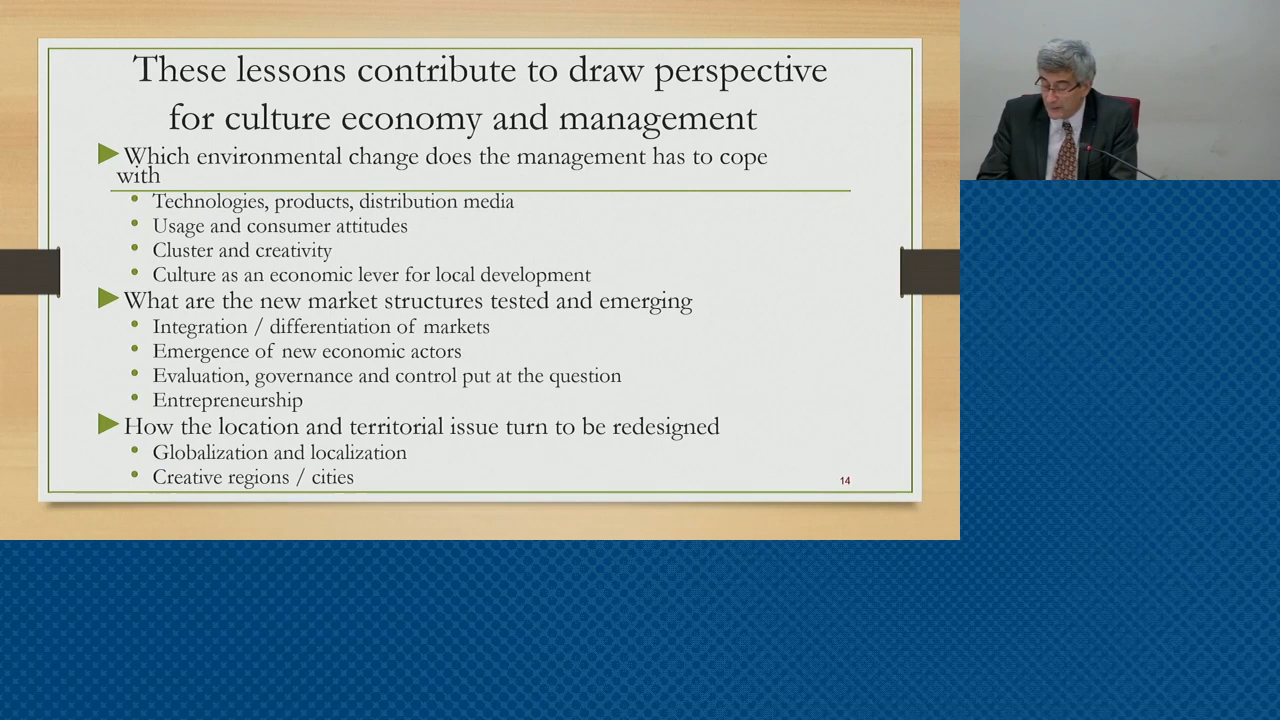 These lessons contribute to draw perspective
for culture economy and management
Which environmental change does the management has to cope
with
Technologies, products, distribution media
Usage and consumer attitudes
Cluster and creativity
Culture as an economic lever for local development
What are the new market structures tested and emerging
Integration / differentiation of markets
Emergence of new economic actors
Evaluation, governance and control put at the question
Entrepreneurship
How the location and territorial issue turn to be redesigned
Globalization and localization
Creative regions / cities
14